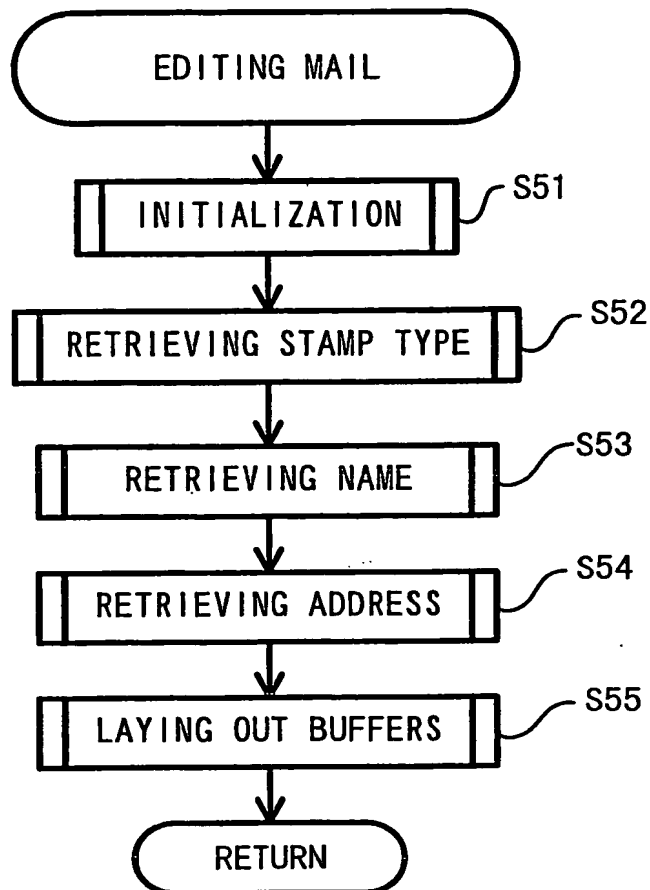 EDITING MAIL
INITIALIZATION
S51
RETRIEVING STAMP TYPE
S52
RETRIEVING NAME
S53
RETRIEVING ADDRESS
S54
LAYING OUT BUFFERS
S55
RETURN